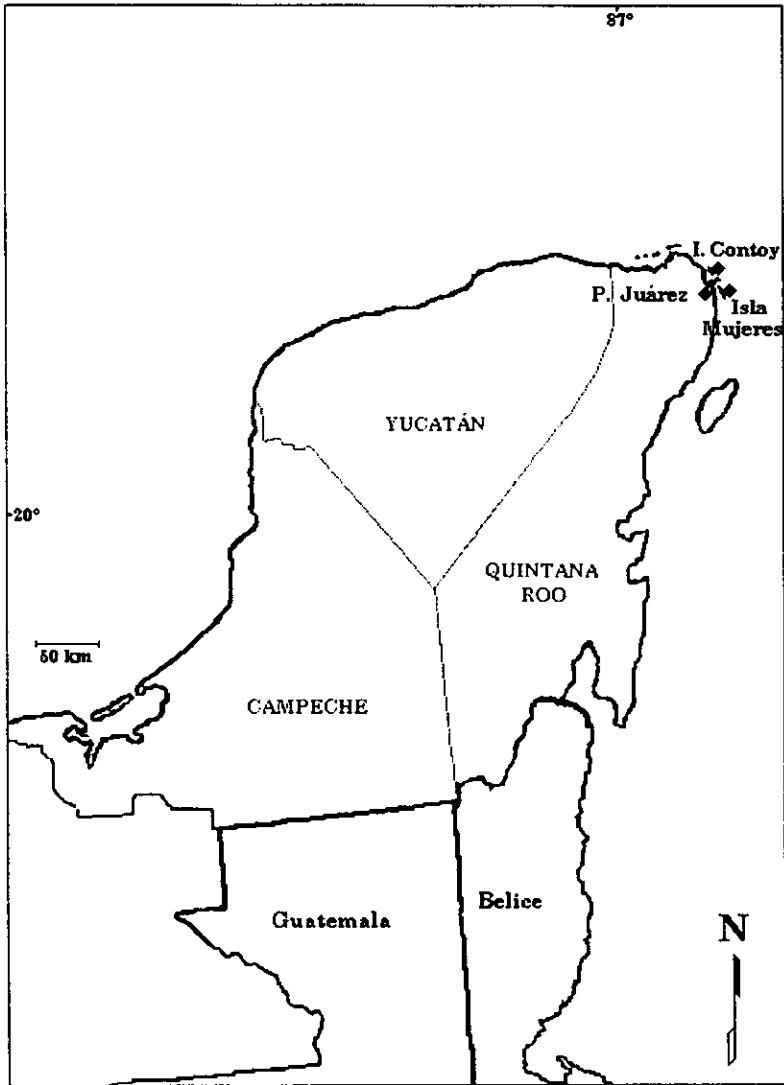 87°
I. Contoy
P. Juárez
Isla
Mujeres
YUCATÁN
20°
QUINTANA
ROO
50 km
CAMPECHE
Guatemala
Belice
N